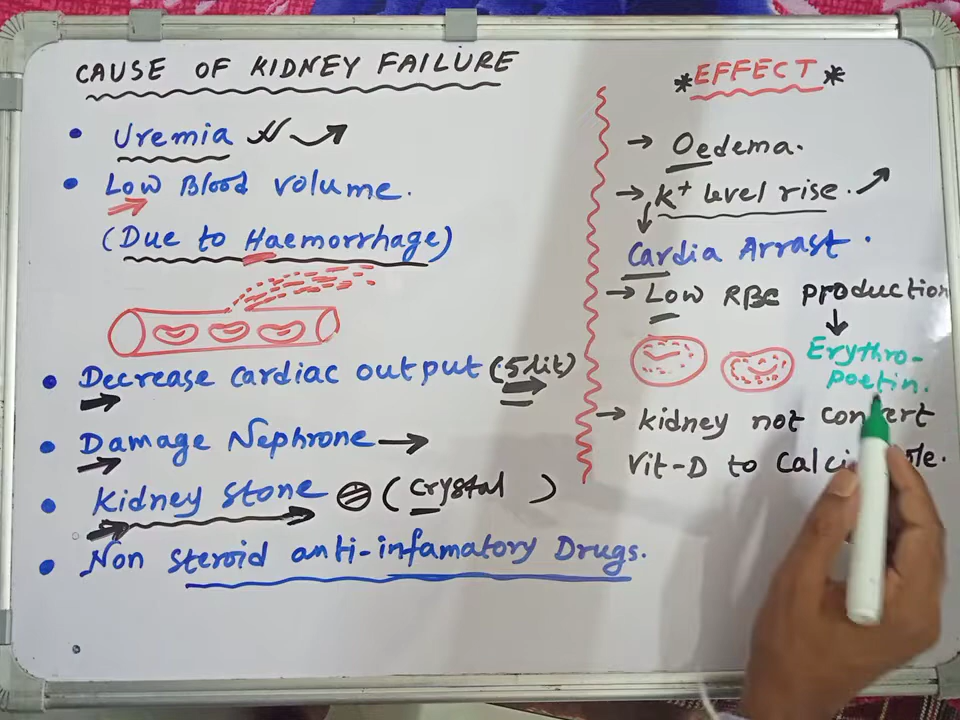 CAUSE OF KIDNEY FAILURE
• Uremia
• Low Blood volume.
(Due to Haemorrhage)
• Decrease cardiac output (5 lit)
• Damage Nephrone →
• Kidney stone (crystal )
• Non steroid anti-infamatory Drugs.
*EFFECT*
→ Oedema.
→ K+ level rise.
Cardia Arrast.
→ Low RBC production
Erythro-
poetin.
→ kidney not convert
Vit-D to